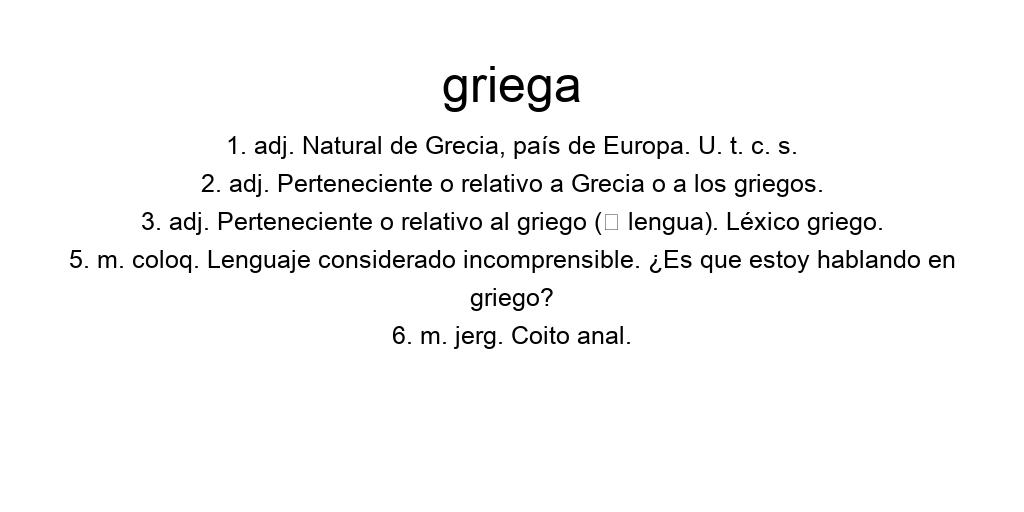 griega
1. adj. Natural de Grecia, país de Europa. U. t. c. s.
2. adj. Perteneciente o relativo a Grecia o a los griegos.
3. adj. Perteneciente o relativo al griego (□ lengua). Léxico griego.
5. m. coloq. Lenguaje considerado incomprensible. ¿Es que estoy hablando en
griego?
6. m. jerg. Coito anal.